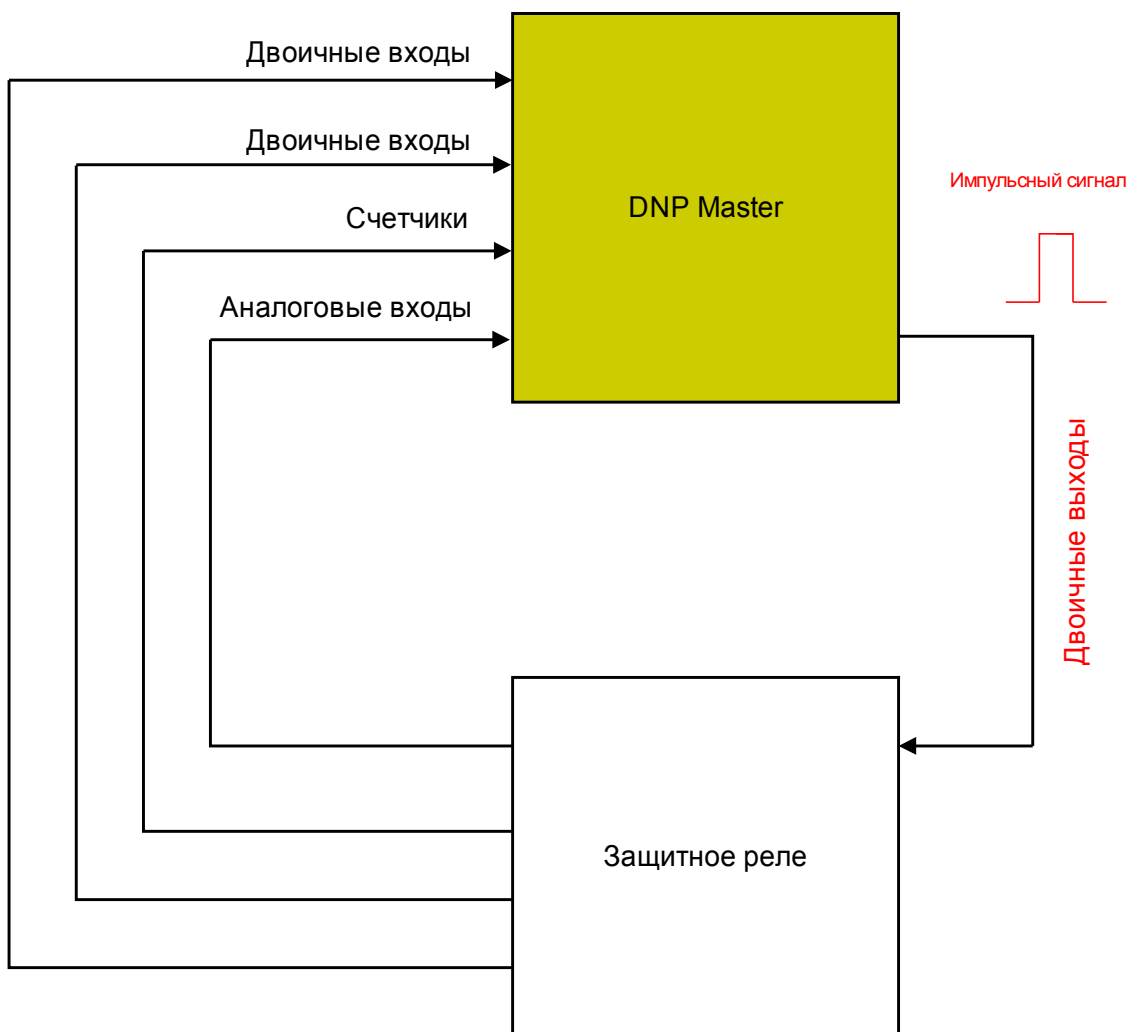 Двоичные входы
Двоичные входы
Счетчики
Аналоговые входы
DNP Master
Импульсный сигнал
Двоичные выходы
Защитное реле